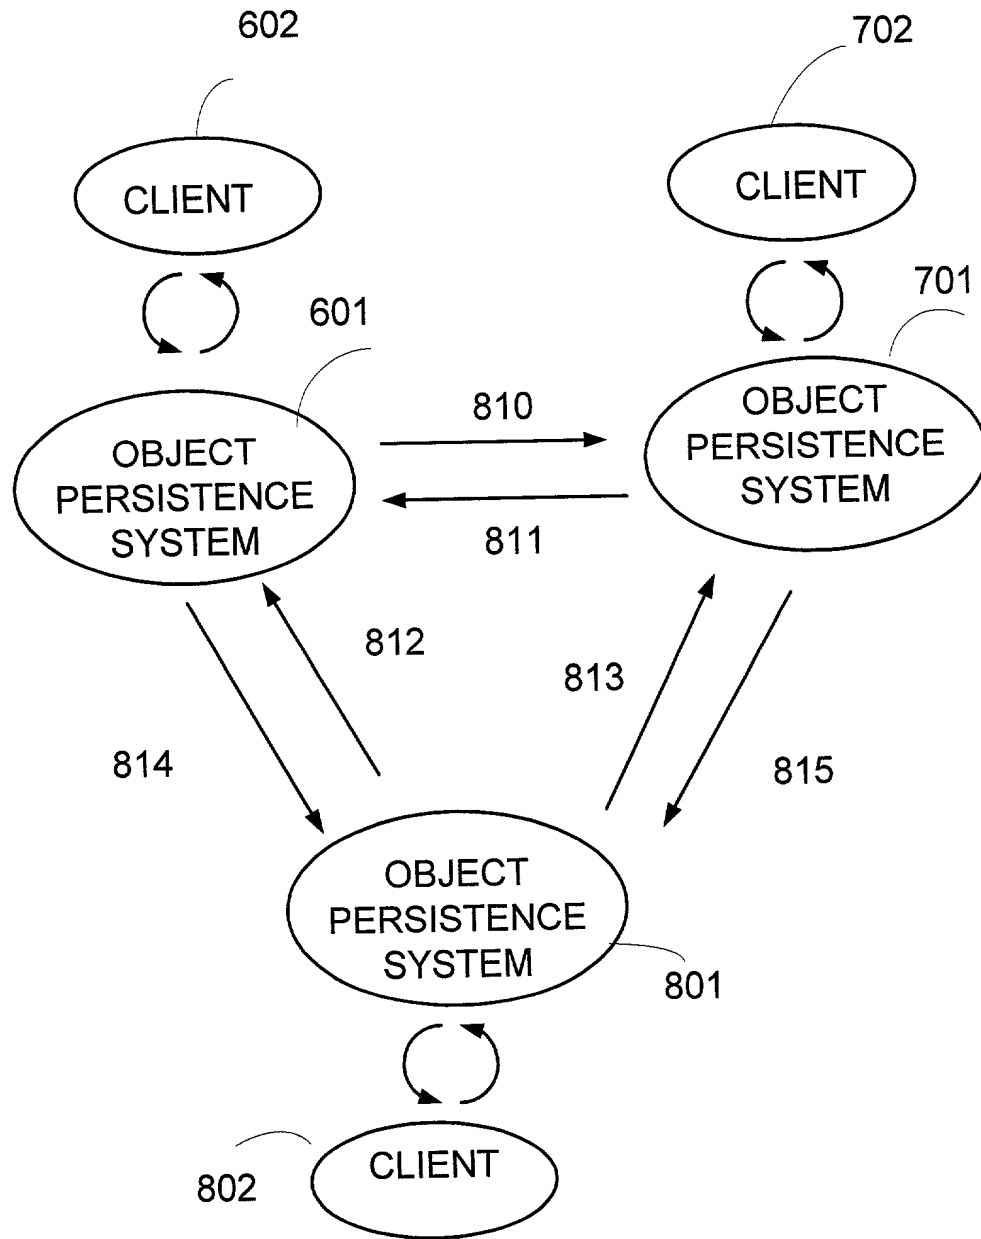 602
702
CLIENT
CLIENT
601
701
OBJECT
PERSISTENCE
SYSTEM
810
OBJECT
PERSISTENCE
SYSTEM
811
812
813
814
815
OBJECT
PERSISTENCE
SYSTEM
801
CLIENT
802